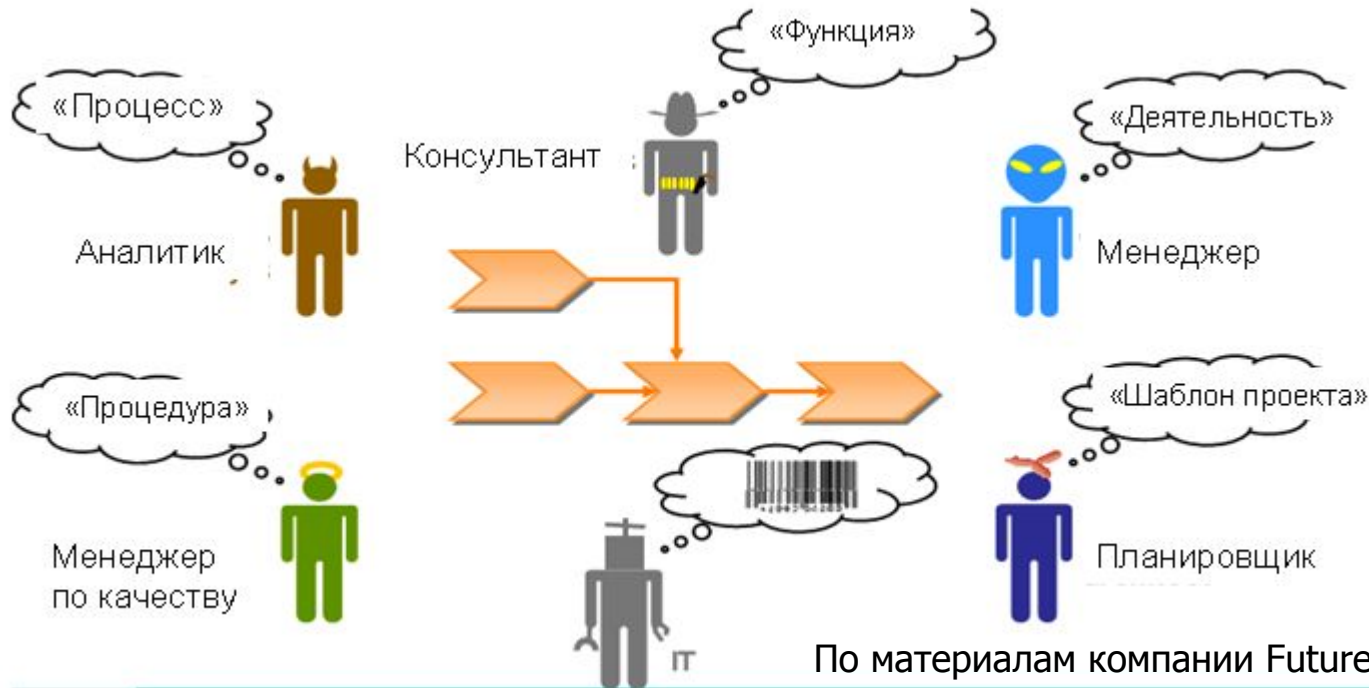 «Функция»
«Процесс»
«Деятельность»
Консультант
Аналитик
Менеджер
«Процедура»
«Шаблон проекта»
Менеджер
по качеству
Планировщик
IT
По материалам компании Future